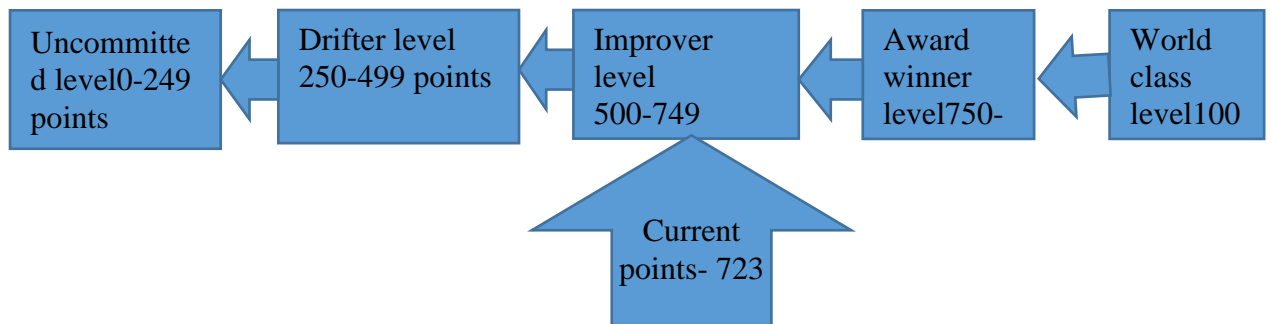 Uncommitte
d level0-249
points
Drifter level
250-499 points
Improver
level
500-749
Award
winner
level750-
World
class
level100
Current
points- 723